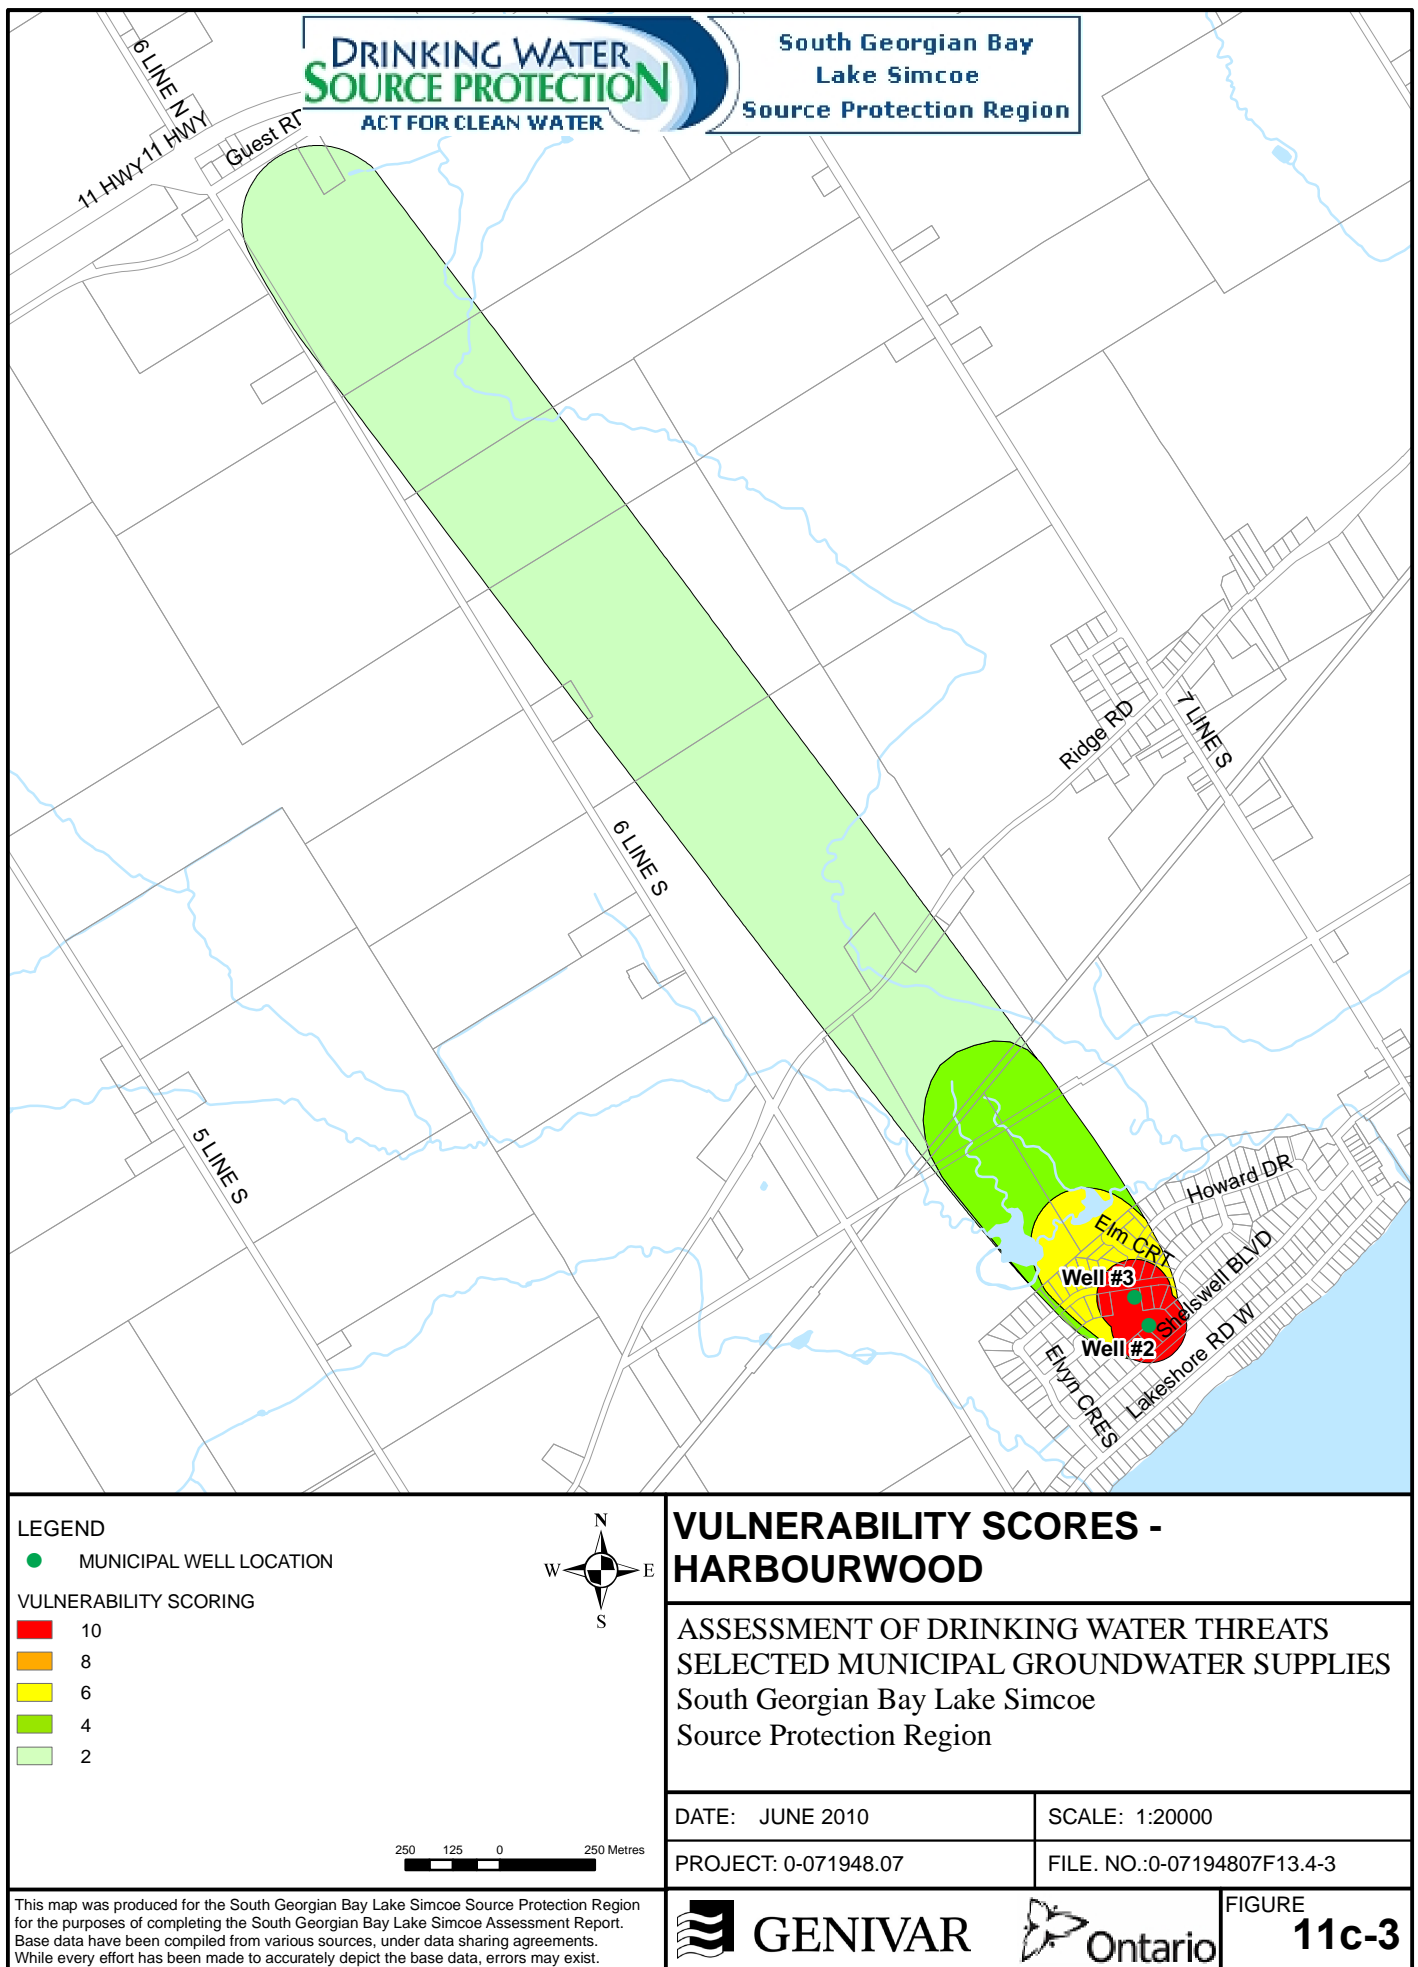 DRINKING WATER
SOURCE PROTECTION
ACT FOR CLEAN WATER
South Georgian Bay
Lake Simcoe
Source Protection Region
6 LINE N
11 HWY
11 HWY
Guest RD
Ridge RD
7 LINE S
6 LINE S
5 LINE S
Howard DR
Elm CRT
Well #3
Shelswell BLVD
Well #2
Lakeshore RD W
Elvyn CRES
LEGEND
MUNICIPAL WELL LOCATION
VULNERABILITY SCORING
10
8
6
4
2
N
W E
S
250 125 0 250 Metres
VULNERABILITY SCORES -
HARBOURWOOD
ASSESSMENT OF DRINKING WATER THREATS
SELECTED MUNICIPAL GROUNDWATER SUPPLIES
South Georgian Bay Lake Simcoe
Source Protection Region
DATE: JUNE 2010
SCALE: 1:20000
PROJECT: 0-071948.07
FILE. NO.:0-07194807F13.4-3
This map was produced for the South Georgian Bay Lake Simcoe Source Protection Region
for the purposes of completing the South Georgian Bay Lake Simcoe Assessment Report.
Base data have been compiled from various sources, under data sharing agreements.
While every effort has been made to accurately depict the base data, errors may exist.
GENIVAR
Ontario
FIGURE
11c-3